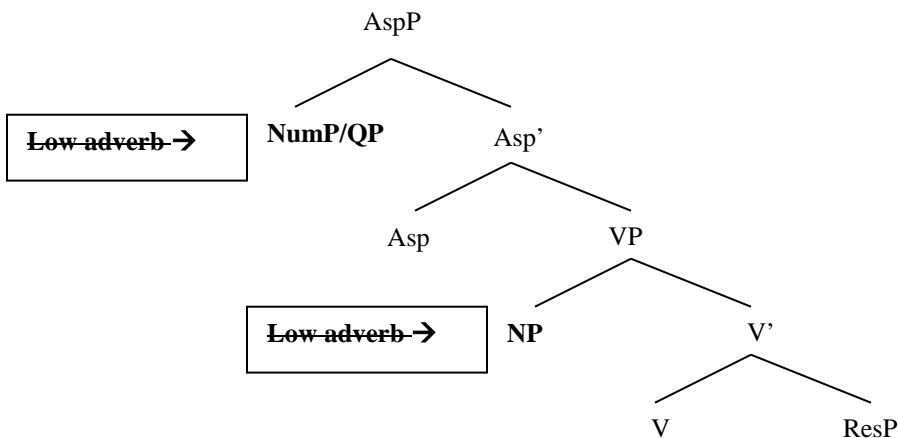 AspP
Low adverb → NumP/QP Asp’
Asp VP
Low adverb → NP V’
V ResP